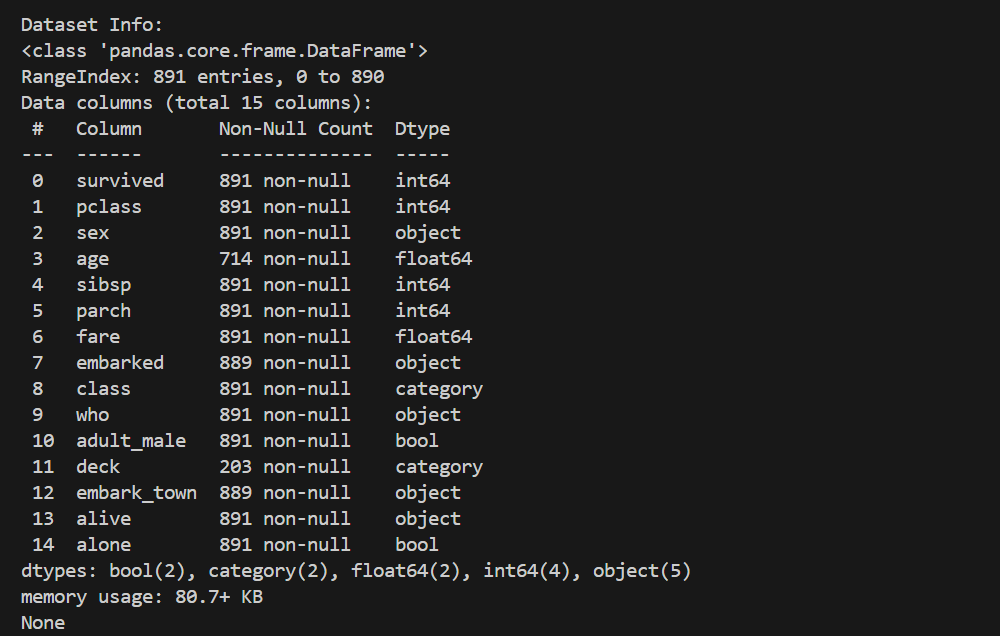 Dataset Info:
<class 'pandas.core.frame.DataFrame'>
RangeIndex: 891 entries, 0 to 890
Data columns (total 15 columns):
 #   Column       Non-Null Count  Dtype
---  ------       --------------  -----
 0   survived     891 non-null    int64
 1   pclass       891 non-null    int64
 2   sex          891 non-null    object
 3   age          714 non-null    float64
 4   sibsp        891 non-null    int64
 5   parch        891 non-null    int64
 6   fare         891 non-null    float64
 7   embarked     889 non-null    object
 8   class        891 non-null    category
 9   who          891 non-null    object
 10  adult_male   891 non-null    bool
 11  deck         203 non-null    category
 12  embark_town  889 non-null    object
 13  alive        891 non-null    object
 14  alone        891 non-null    bool
dtypes: bool(2), category(2), float64(2), int64(4), object(5)
memory usage: 80.7+ KB
None